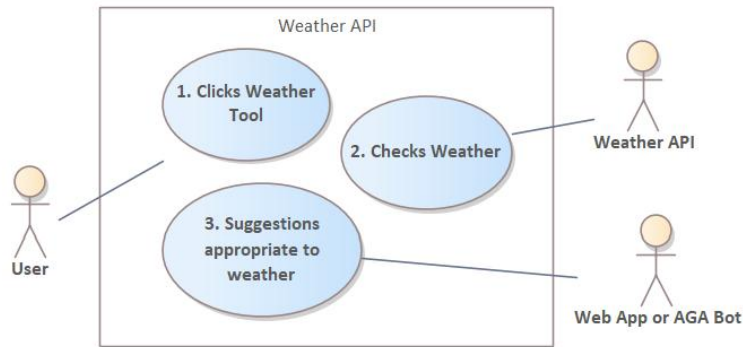 Weather API
1. Clicks Weather
Tool
2. Checks Weather
Weather API
3. Suggestions
appropriate to
weather
User
Web App or AGA Bot